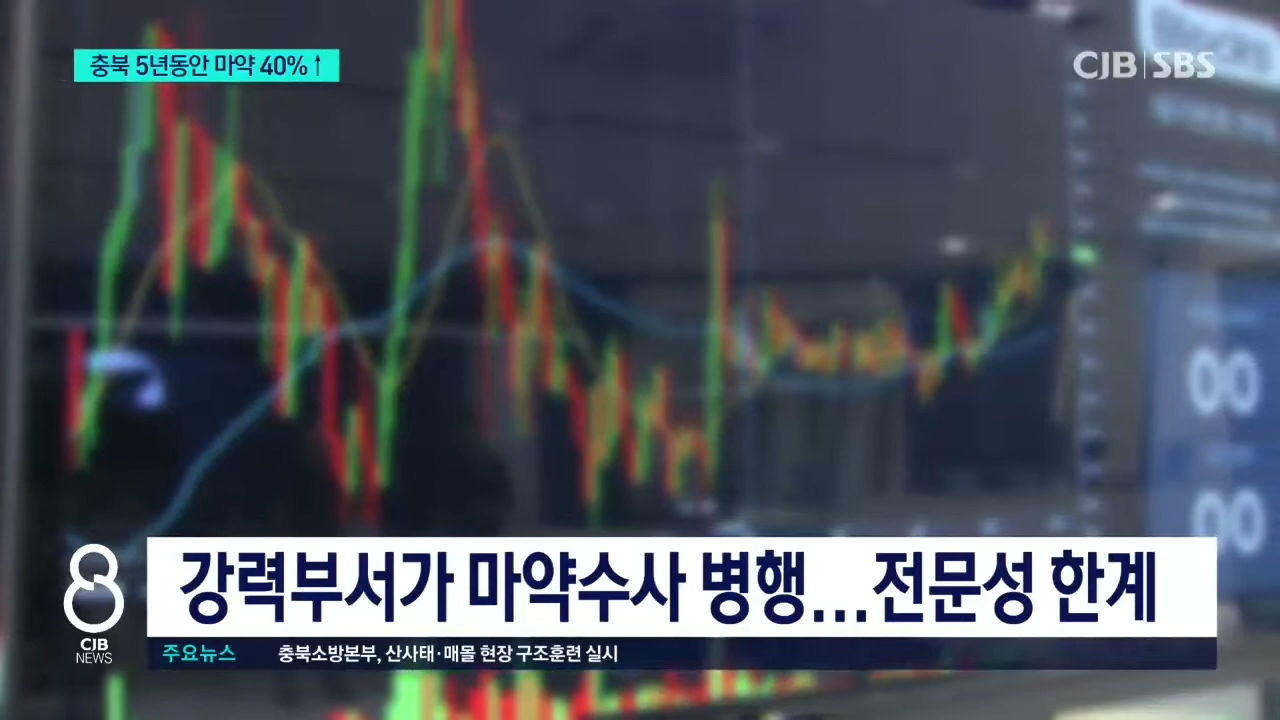 충북 5년동안 마약 40%↑
CJB SBS
8
강력부서가 마약수사 병행...전문성 한계
CJB
NEWS
주요뉴스 충북소방본부, 산사태·매몰 현장 구조훈련 실시
00
00